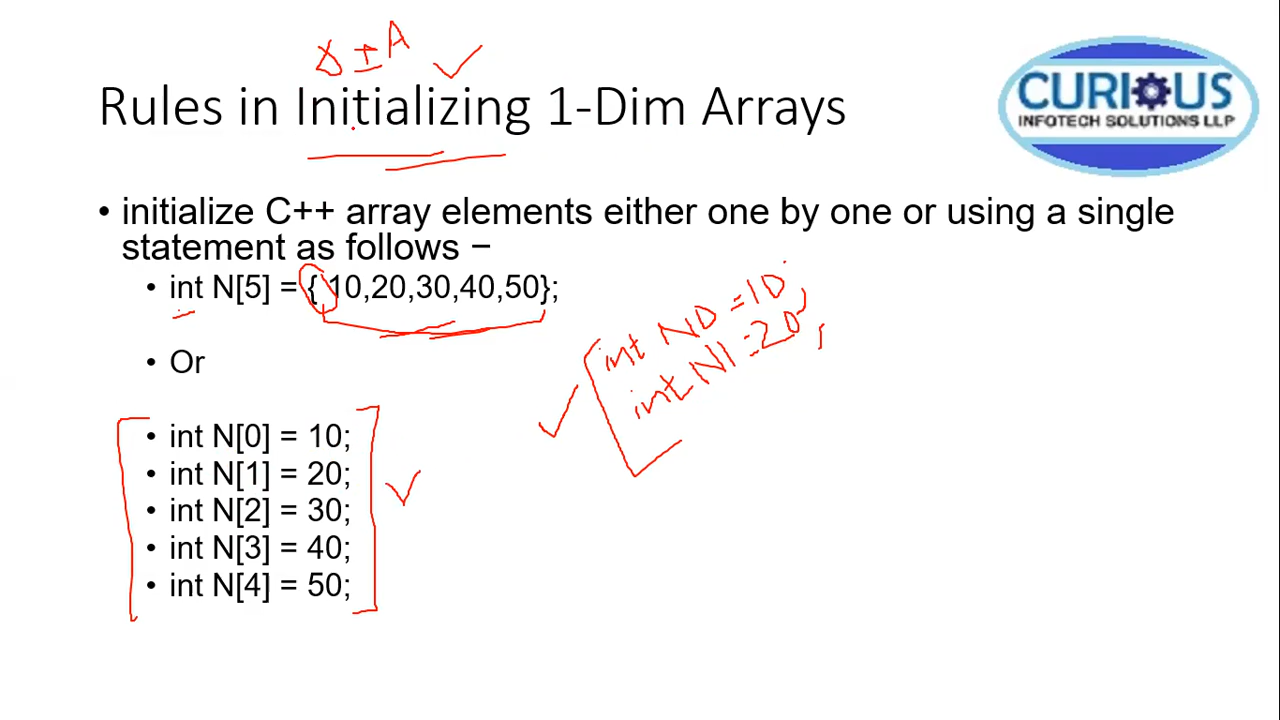 Rules in Initializing 1-Dim Arrays
CURIOUS
INFOTECH SOLUTIONS LLP
• initialize C++ array elements either one by one or using a single
statement as follows −
• int N[5] = { 10,20,30,40,50};
int N0 =10;
int N1 =20;
• Or
• int N[0] = 10;
• int N[1] = 20;
• int N[2] = 30;
• int N[3] = 40;
• int N[4] = 50;